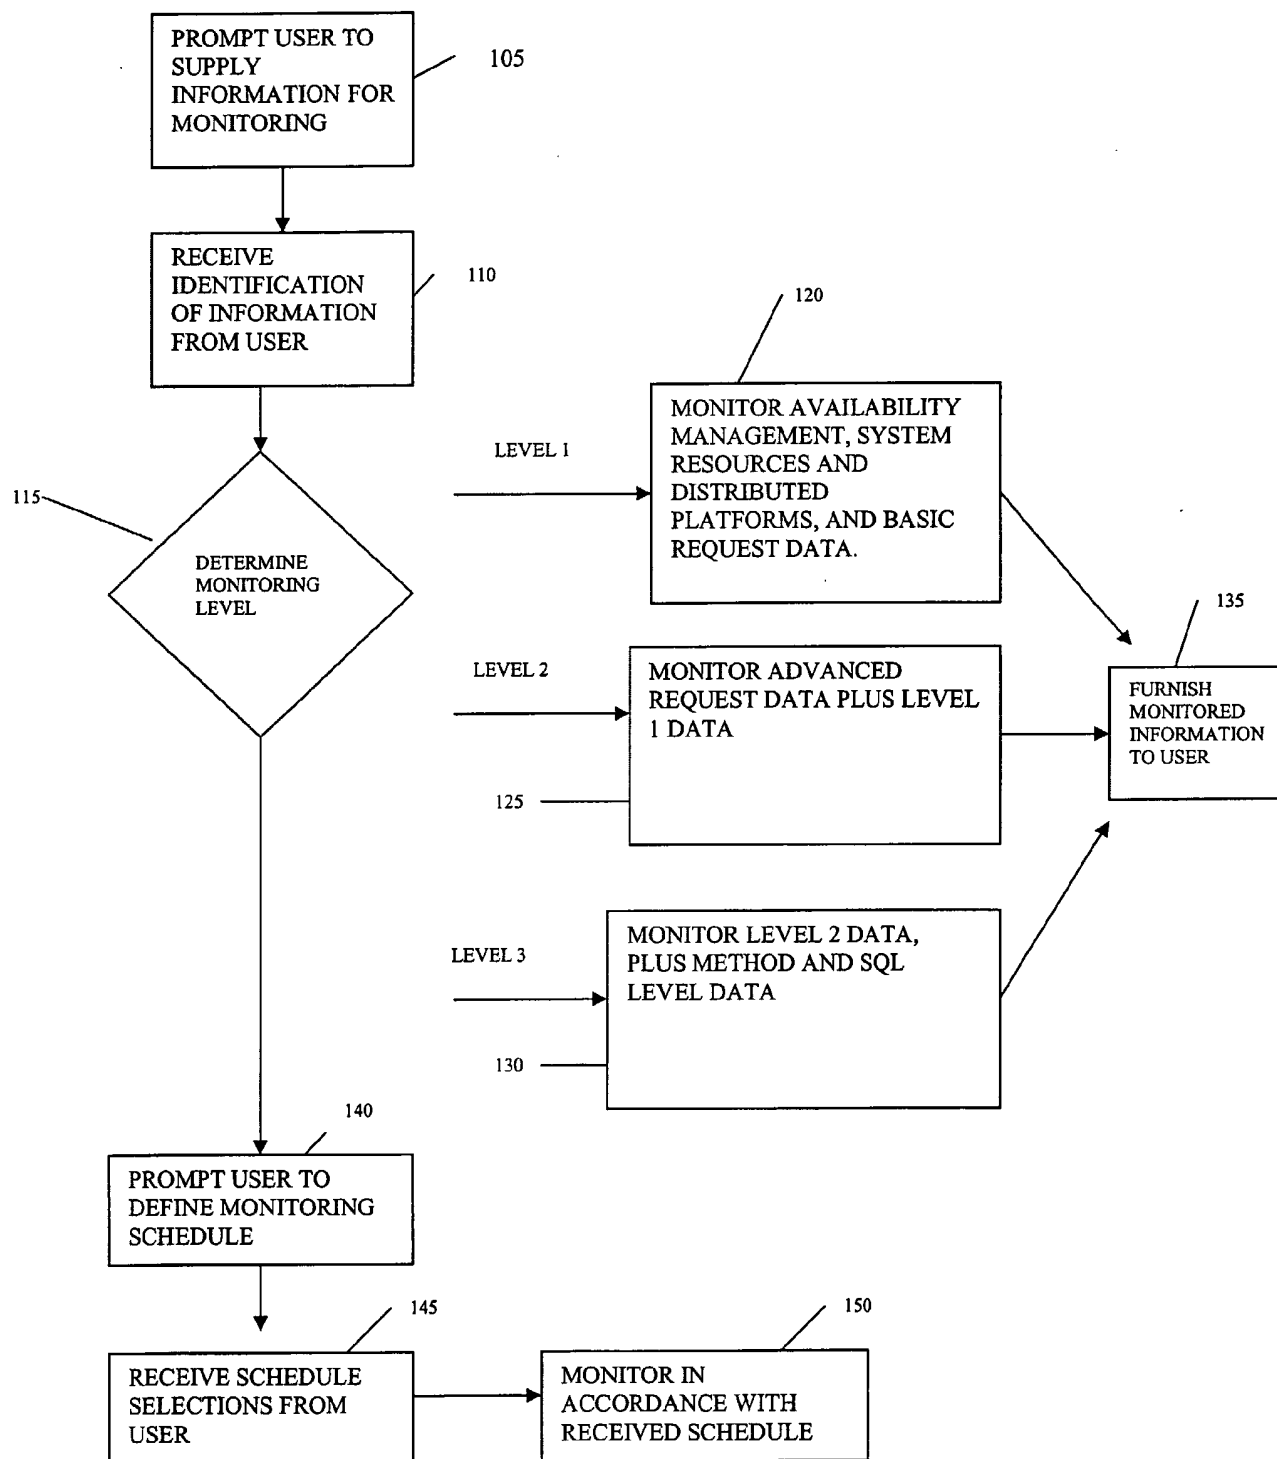 PROMPT USER TO
SUPPLY
INFORMATION FOR
MONITORING
105
RECEIVE
IDENTIFICATION
OF INFORMATION
FROM USER
110
115
DETERMINE
MONITORING
LEVEL
120
LEVEL 1
MONITOR AVAILABILITY
MANAGEMENT, SYSTEM
RESOURCES AND
DISTRIBUTED
PLATFORMS, AND BASIC
REQUEST DATA.
LEVEL 2
MONITOR ADVANCED
REQUEST DATA PLUS LEVEL
1 DATA
125
135
FURNISH
MONITORED
INFORMATION
TO USER
LEVEL 3
MONITOR LEVEL 2 DATA,
PLUS METHOD AND SQL
LEVEL DATA
130
140
PROMPT USER TO
DEFINE MONITORING
SCHEDULE
145
RECEIVE SCHEDULE
SELECTIONS FROM
USER
150
MONITOR IN
ACCORDANCE WITH
RECEIVED SCHEDULE